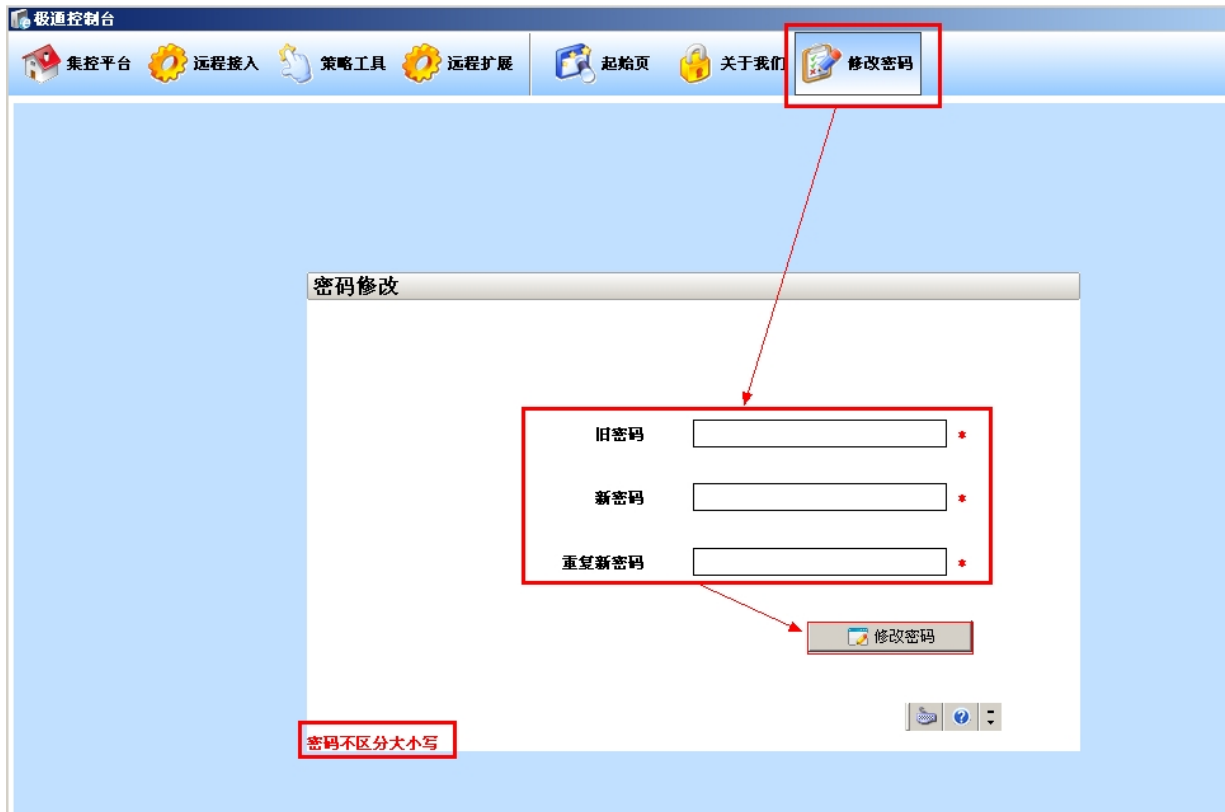 极通控制台
集控平台 远程接入 策略工具 远程扩展 起始页 关于我们 修改密码
密码修改
旧密码 *
新密码 *
重复新密码 *
修改密码
密码不区分大小写